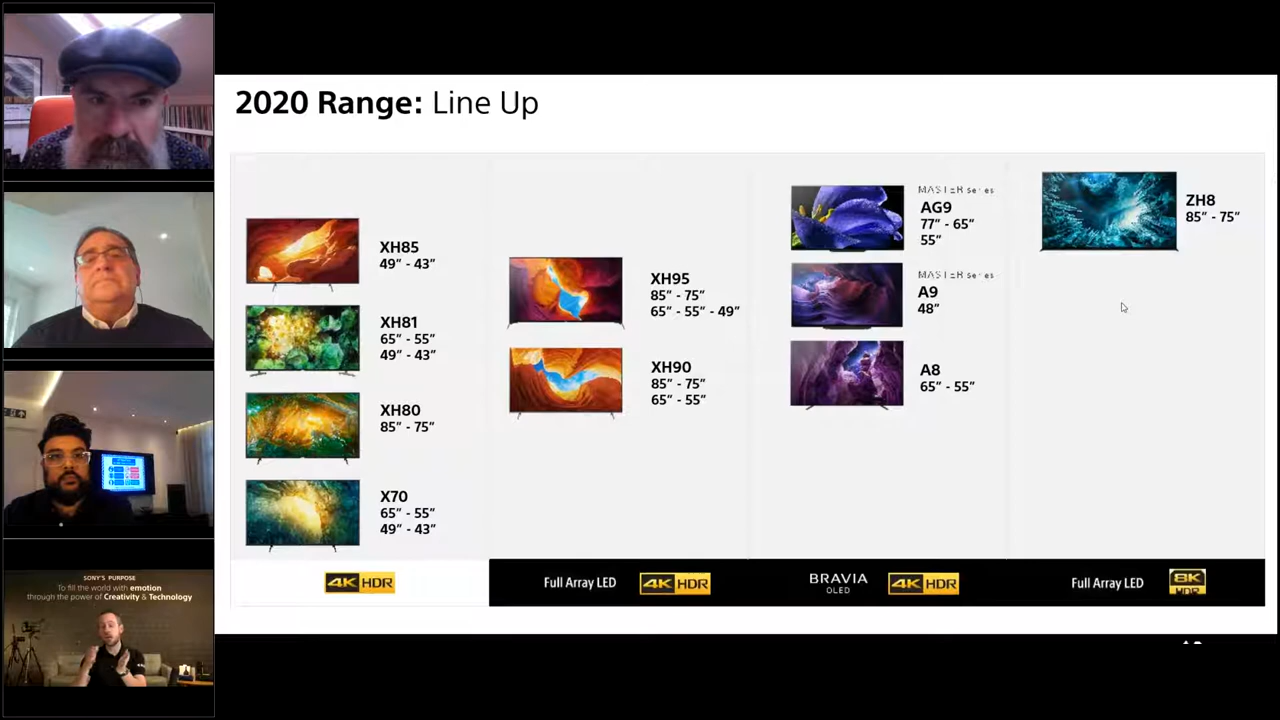 2020 Range: Line Up
XH85
49” - 43”
XH81
65” - 55”
49” - 43”
XH80
85” - 75”
X70
65” - 55”
49” - 43”
4K HDR
XH95
85” - 75”
65” - 55” - 49”
XH90
85” - 75”
65” - 55”
Full Array LED
4K HDR
MASTER Series
AG9
77” - 65”
55”
MASTER Series
A9
48”
A8
65” - 55”
BRAVIA
OLED
4K HDR
ZH8
85” - 75”
Full Array LED
8K
HDR
SONY'S PURPOSE
To fill the world with emotion
through the power of Creativity & Technology